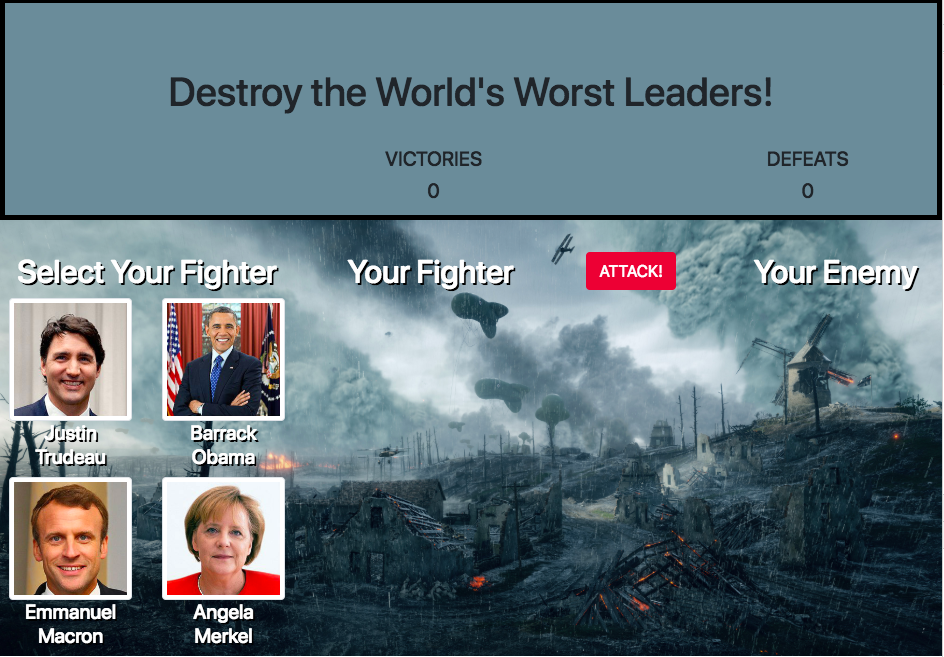 Destroy the World's Worst Leaders!
VICTORIES
DEFEATS
0
0
Select Your Fighter
Your Fighter
ATTACK!
Your Enemy
Justin
Trudeau
Barrack
Obama
Emmanuel
Macron
Angela
Merkel